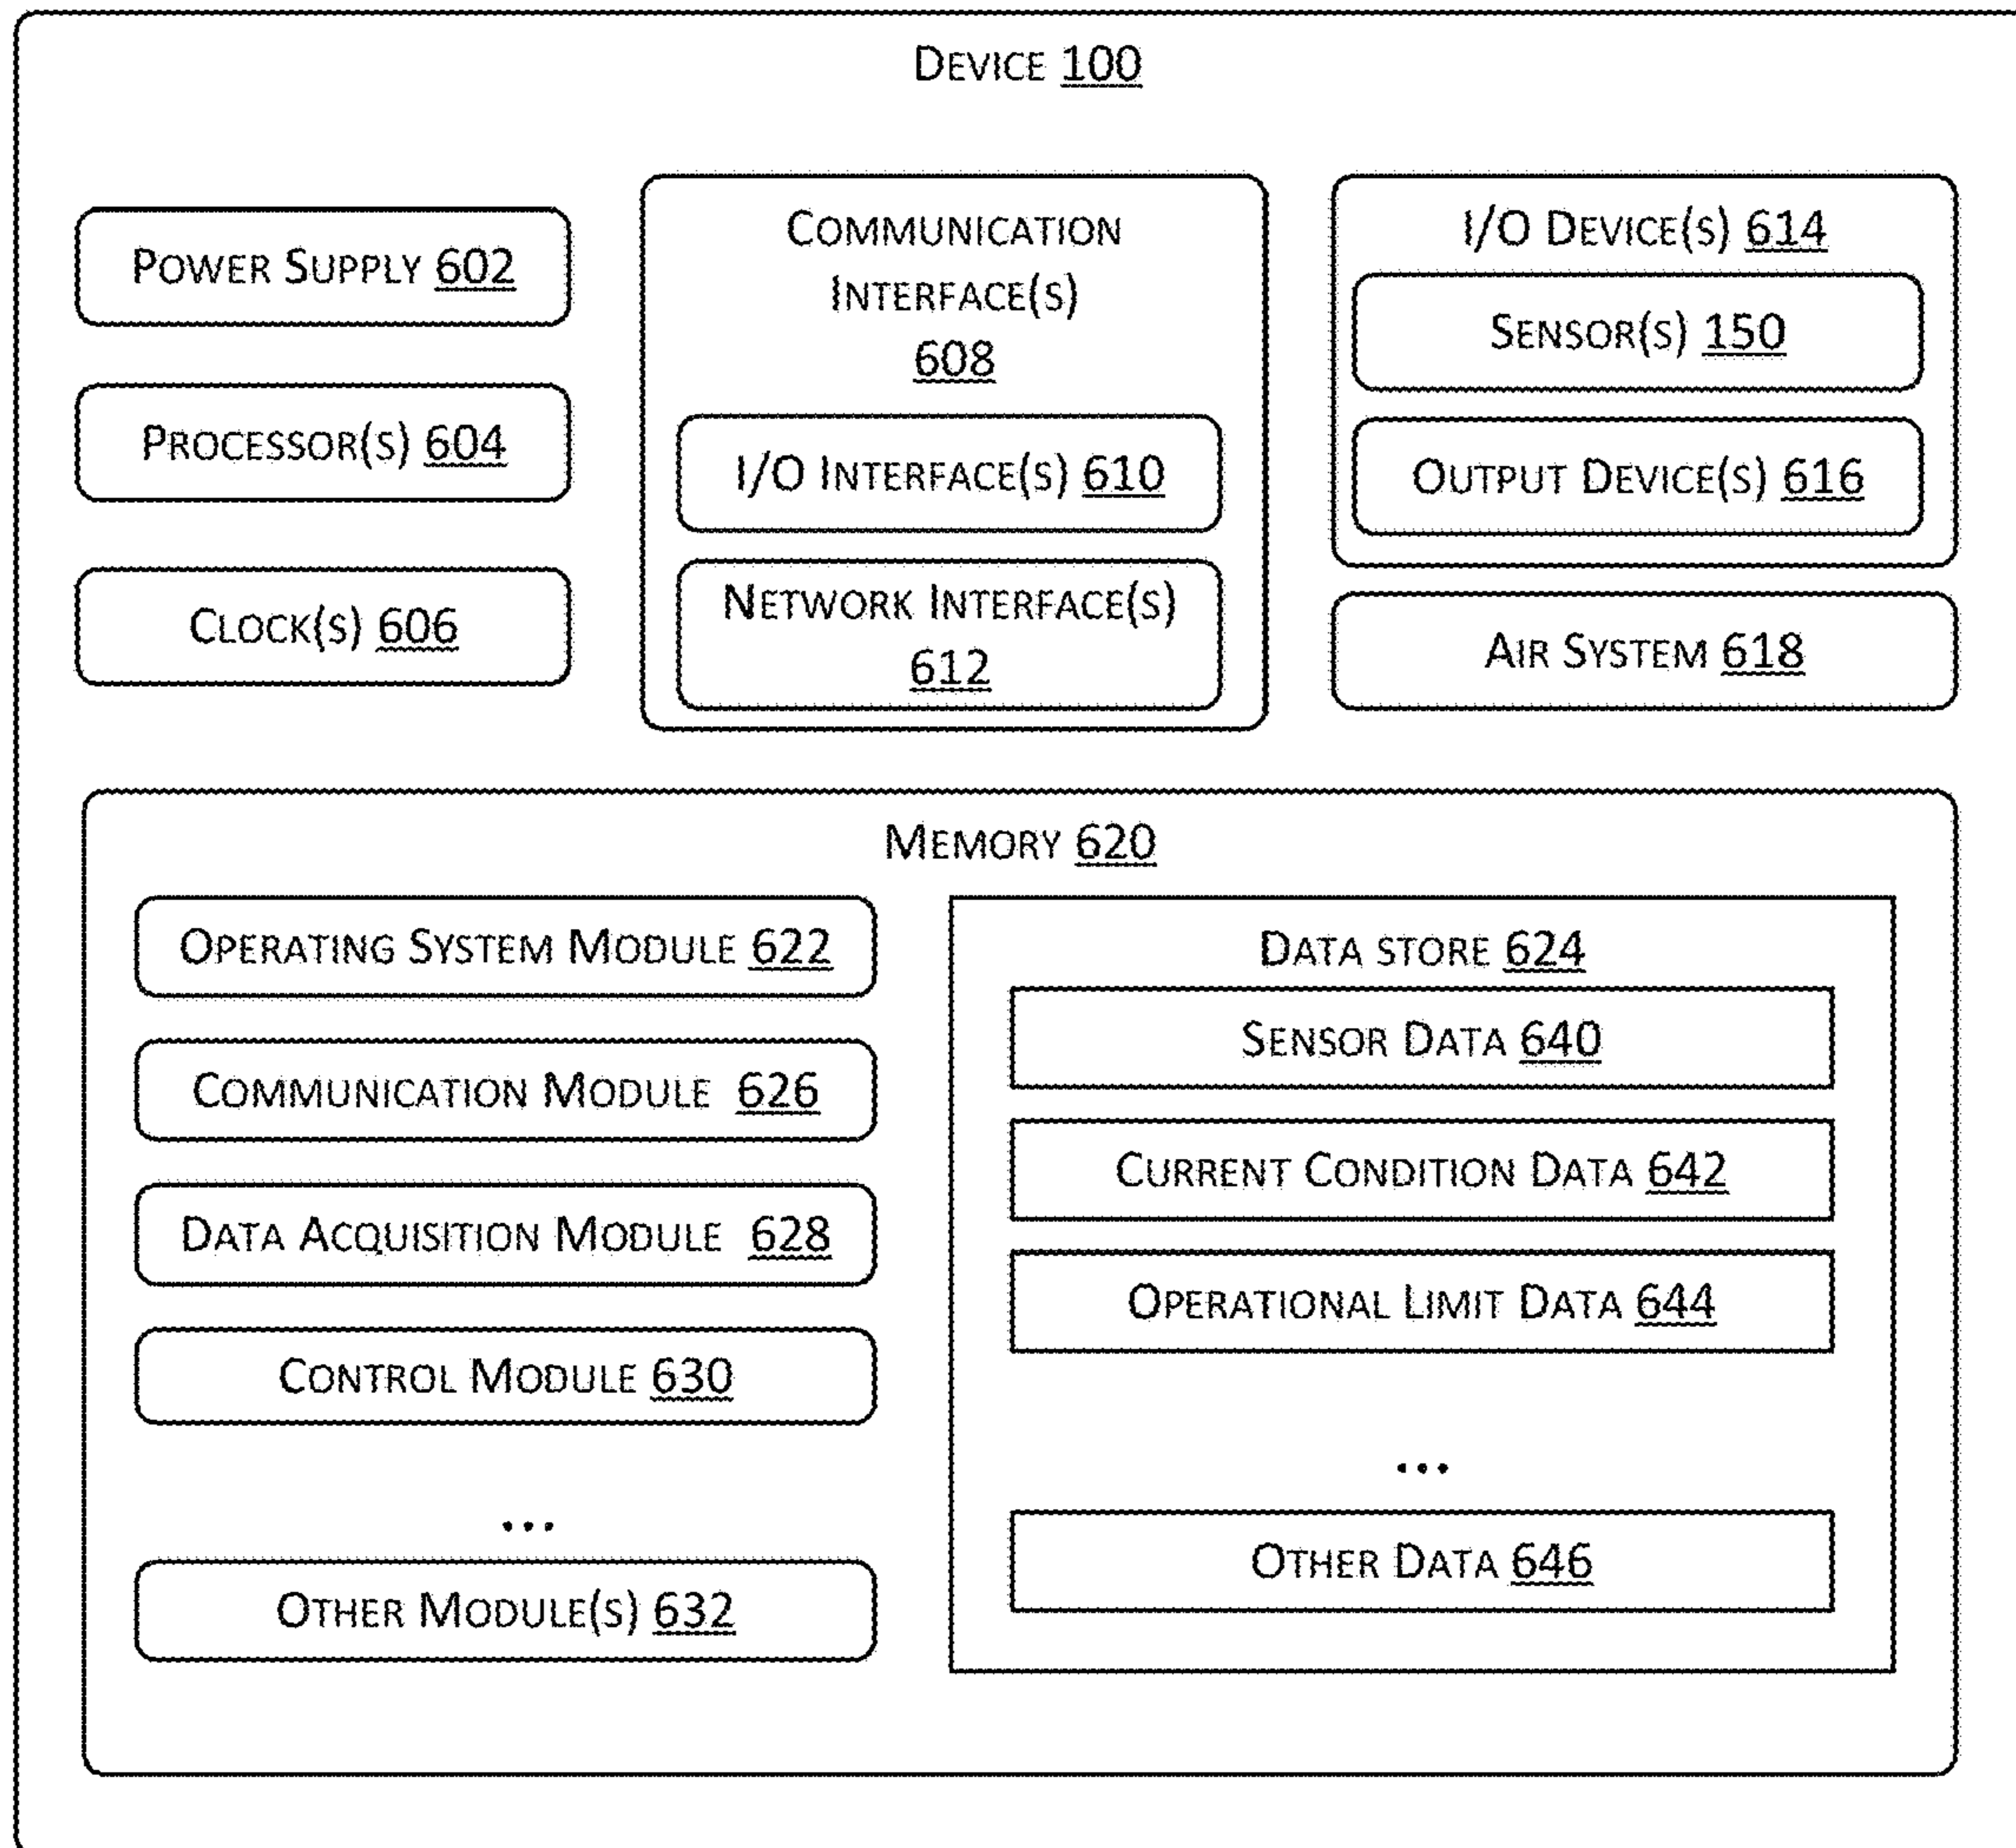 DEVICE 100
POWER SUPPLY 602
PROCESSOR(S) 604
CLOCK(S) 606
COMMUNICATION
INTERFACE(S)
608
I/O INTERFACE(S) 610
NETWORK INTERFACE(S)
612
I/O DEVICE(S) 614
SENSOR(S) 150
OUTPUT DEVICE(S) 616
AIR SYSTEM 618
MEMORY 620
OPERATING SYSTEM MODULE 622
COMMUNICATION MODULE 626
DATA ACQUISITION MODULE 628
CONTROL MODULE 630
...
OTHER MODULE(S) 632
DATA STORE 624
SENSOR DATA 640
CURRENT CONDITION DATA 642
OPERATIONAL LIMIT DATA 644
...
OTHER DATA 646